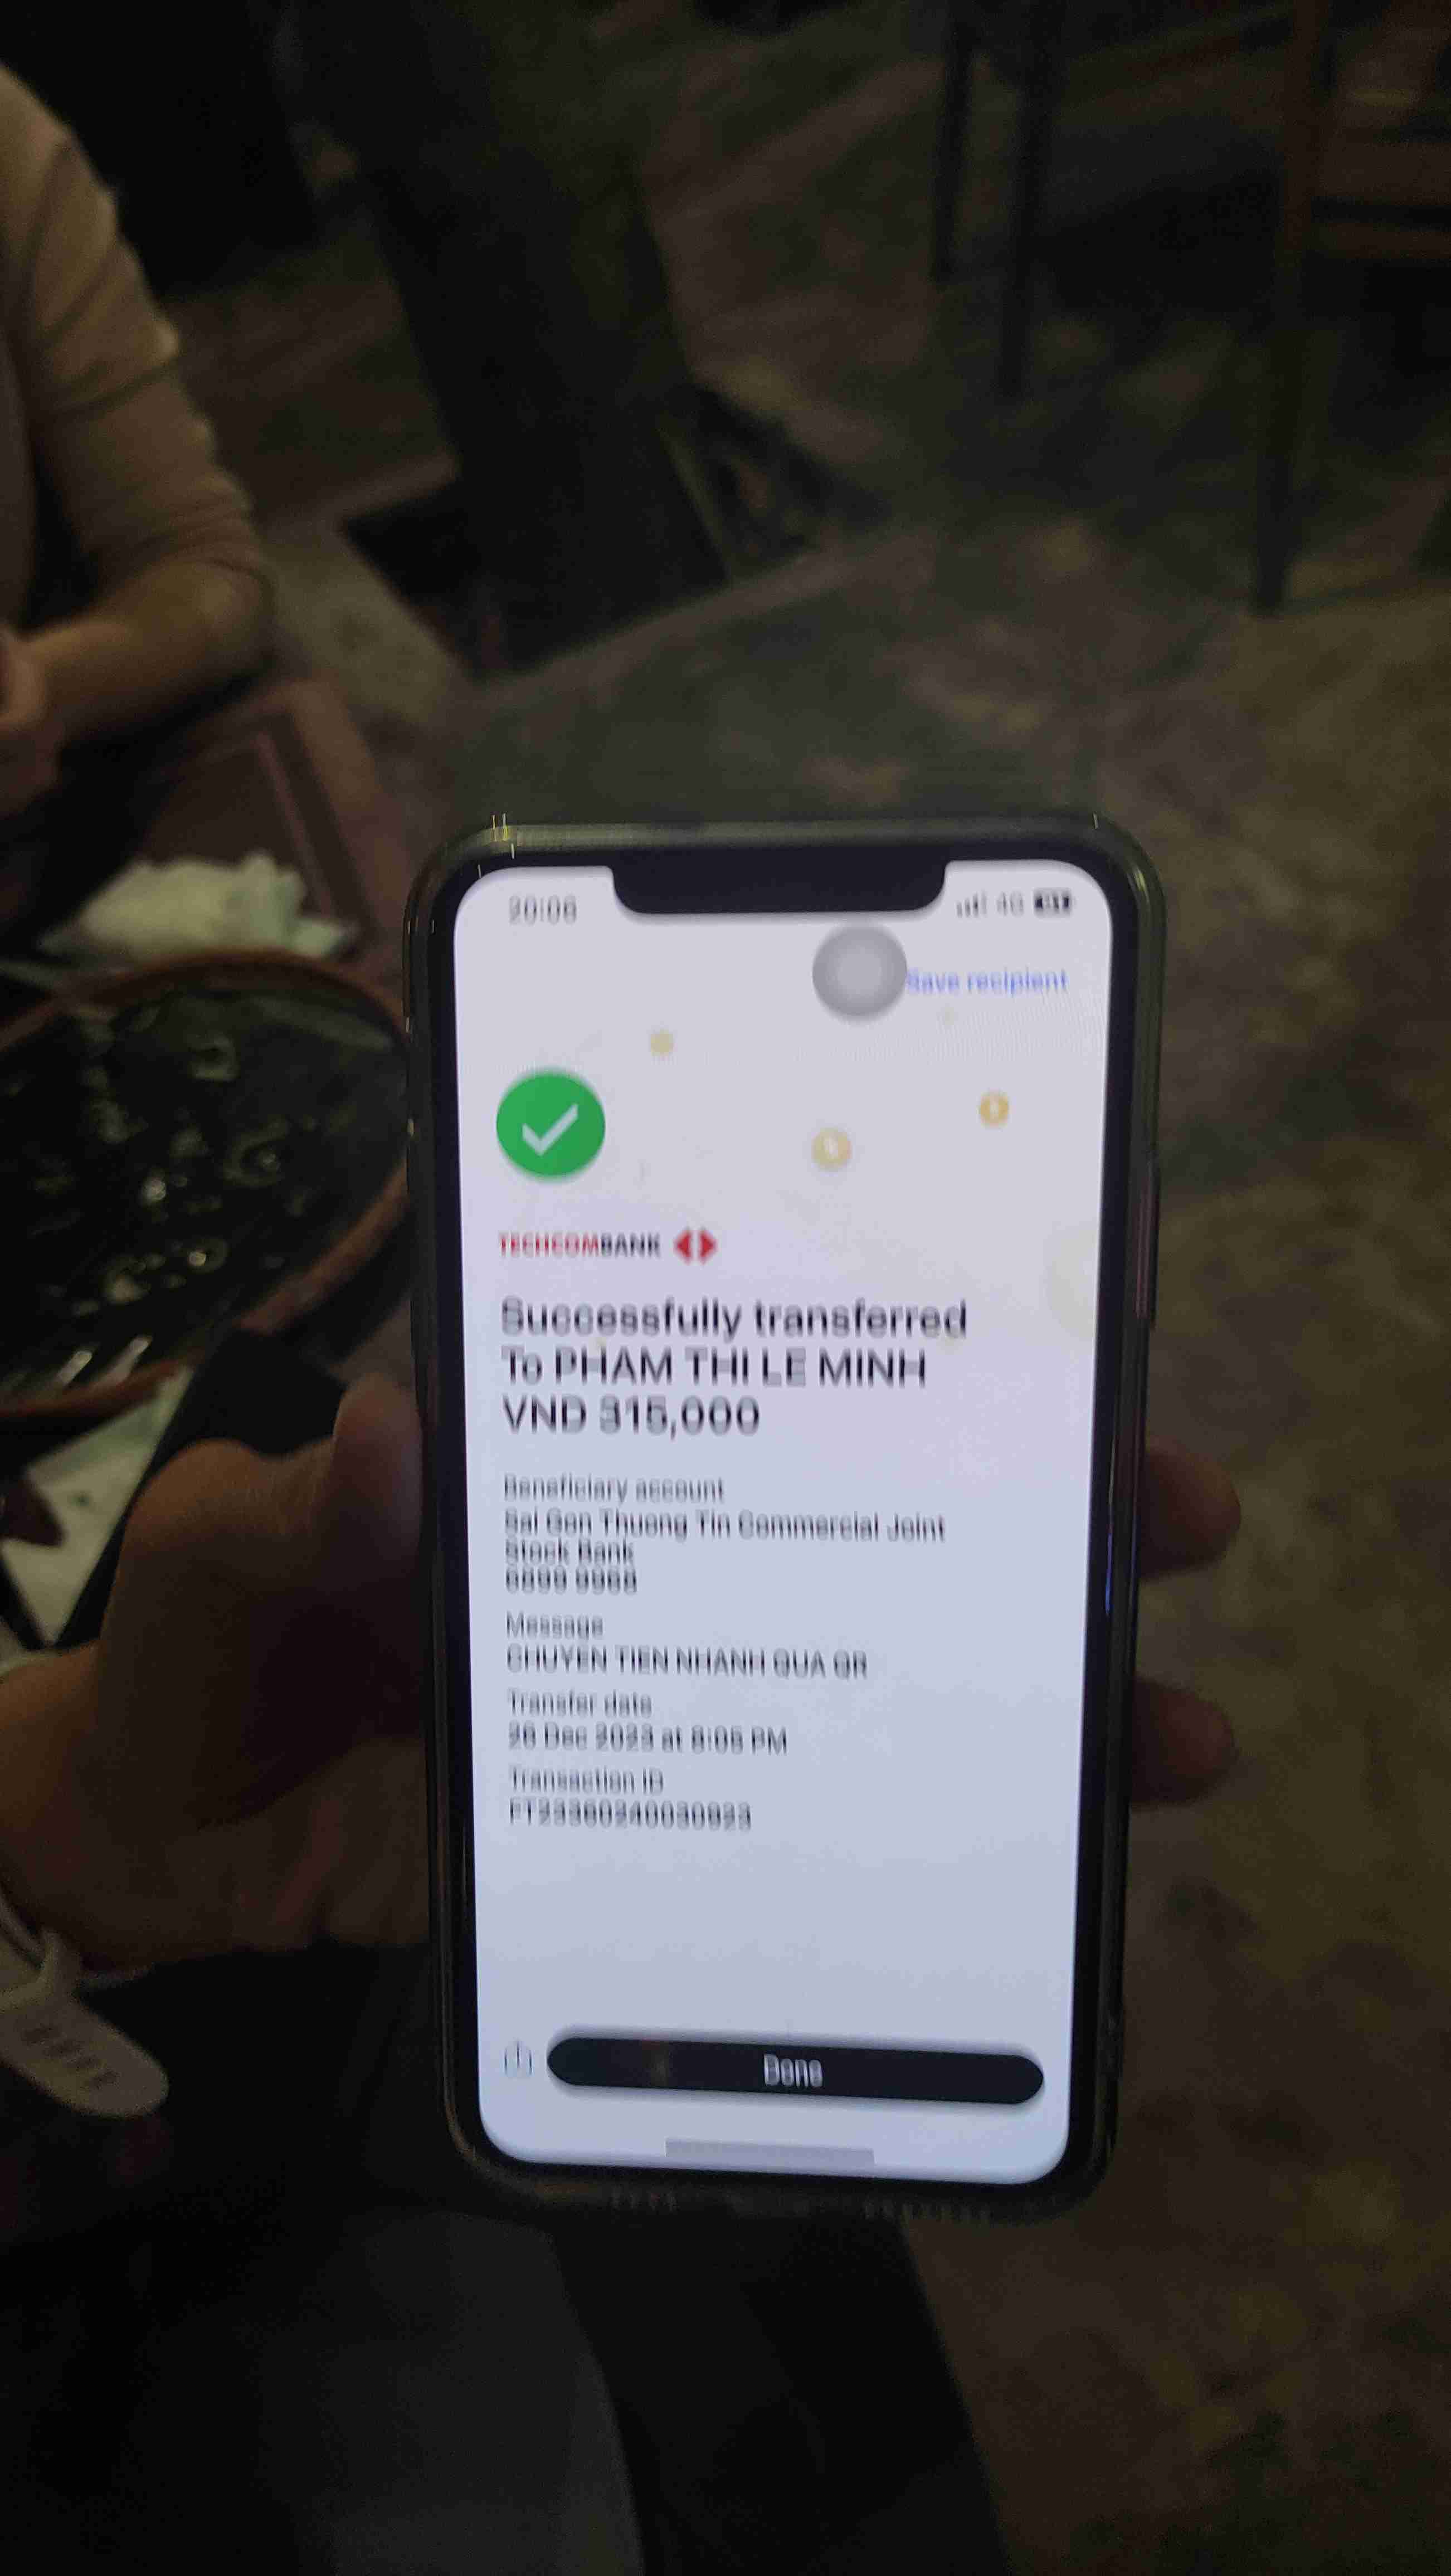 20:06
4G
Save recipient
TECHCOMBANK
Successfully transferred
To PHAM THI LE MINH
VND 315,000
Beneficiary account
Sai Gon Thuong Tin Commercial Joint
Stock Bank
6899 9968
Message
CHUYEN TIEN NHANH QUA QR
Transfer date
26 Dec 2023 at 8:05 PM
Transaction ID
Done